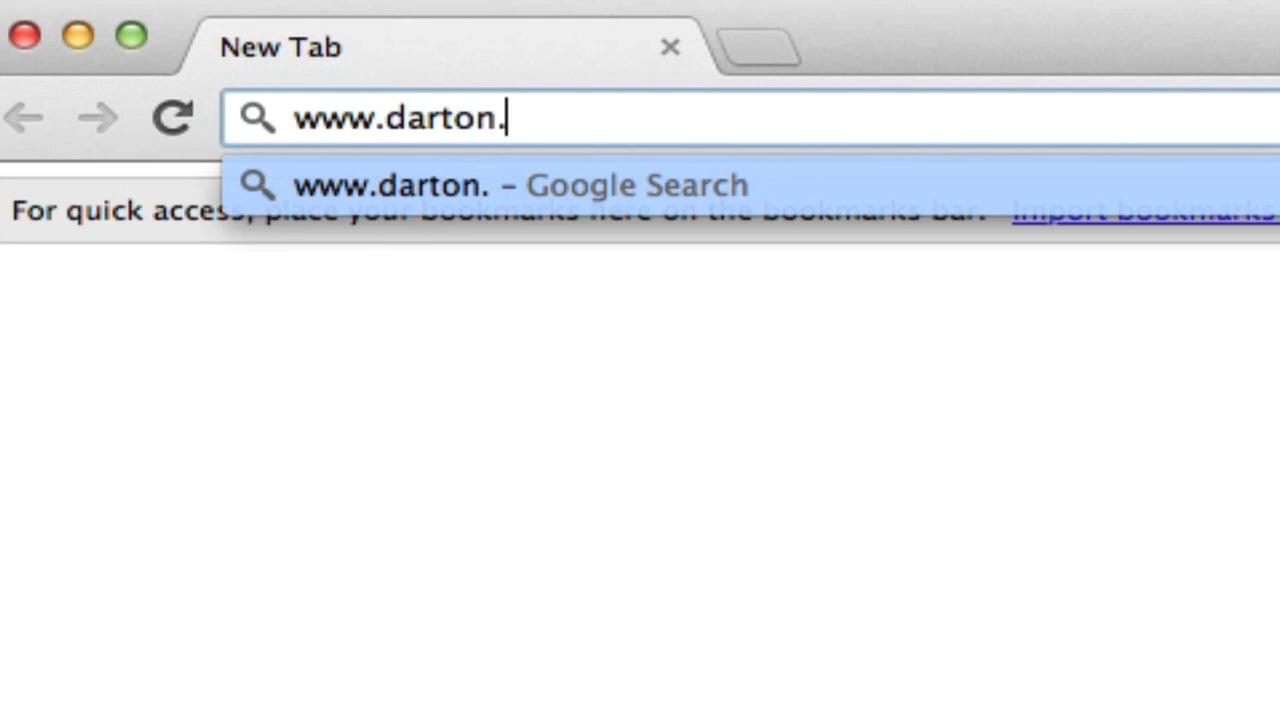 New Tab
www.darton.
www.darton. – Google Search
For quick access, place your bookmarks here on the bookmarks bar. Import bookmarks